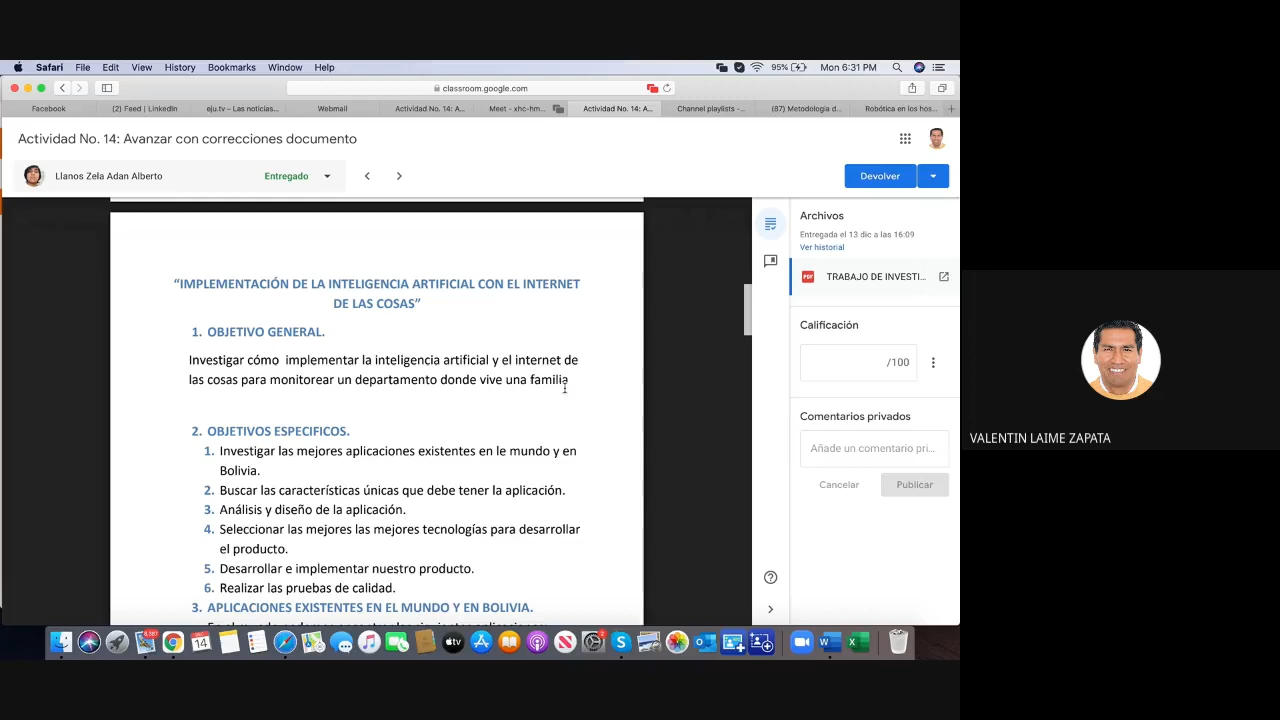 Safari File Edit View History Bookmarks Window Help 95% Mon 6:31 PM
classroom.google.com
Facebook (2) Feed | LinkedIn eju.tv – Las noticias... Webmail Actividad No. 14: A... Meet - xhc-hm... Actividad No. 14: A... Channel playlists -... (87) Metodologia d... Robótica en los hos...
Actividad No. 14: Avanzar con correcciones documento
Llanos Zela Adan Alberto Entregado Devolver
“IMPLEMENTACIÓN DE LA INTELIGENCIA ARTIFICIAL CON EL INTERNET
DE LAS COSAS”
1. OBJETIVO GENERAL.
Investigar cómo implementar la inteligencia artificial y el internet de
las cosas para monitorear un departamento donde vive una familia
2. OBJETIVOS ESPECIFICOS.
1. Investigar las mejores aplicaciones existentes en le mundo y en
Bolivia.
2. Buscar las características únicas que debe tener la aplicación.
3. Análisis y diseño de la aplicación.
4. Seleccionar las mejores las mejores tecnologías para desarrollar
el producto.
5. Desarrollar e implementar nuestro producto.
6. Realizar las pruebas de calidad.
3. APLICACIONES EXISTENTES EN EL MUNDO Y EN BOLIVIA.
Archivos
Entregada el 13 dic a las 16:09
Ver historial
PDF TRABAJO DE INVESTI...
Calificación
/100
Comentarios privados
Añade un comentario pri...
Cancelar Publicar
VALENTIN LAIME ZAPATA
14
tv